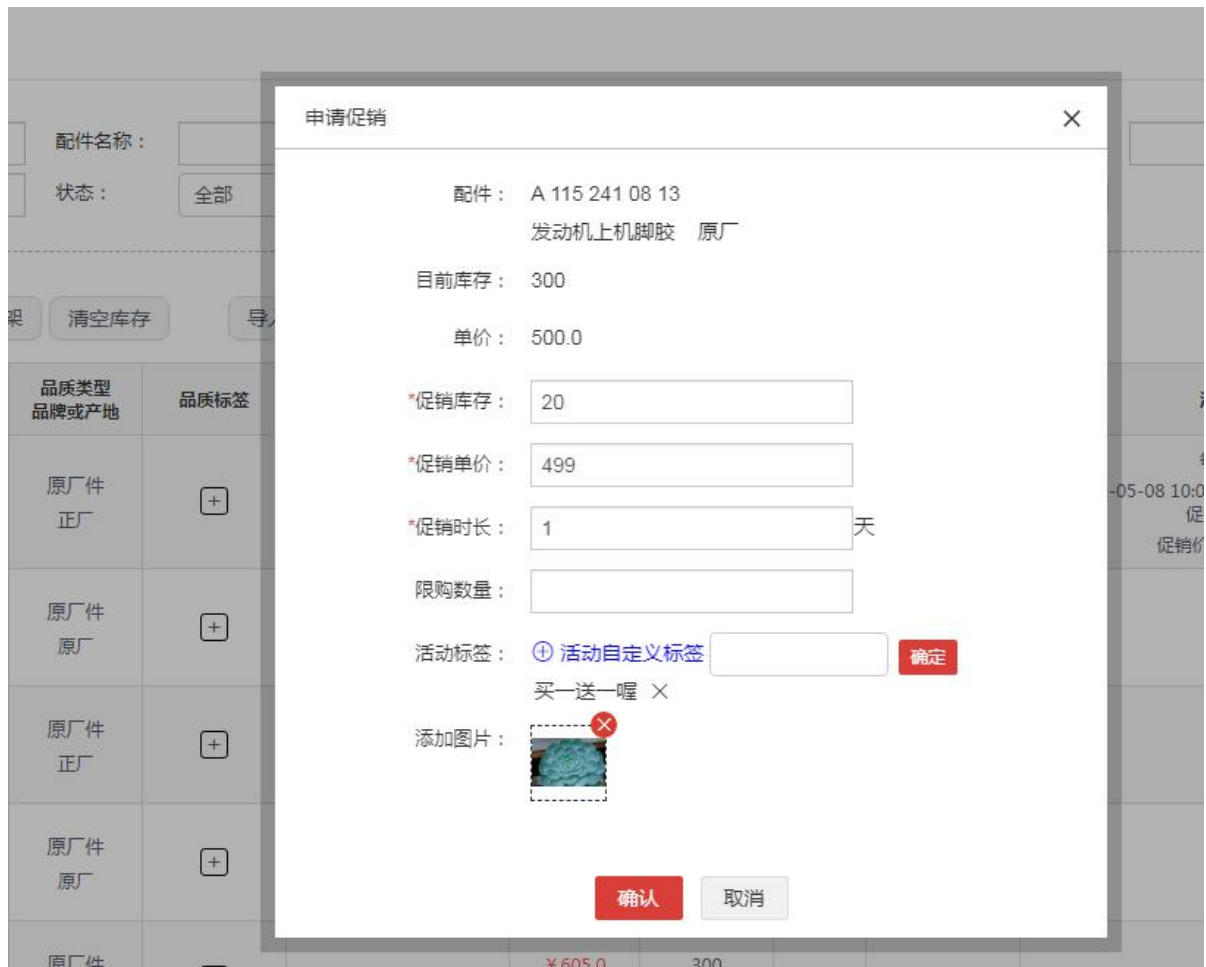 申请促销
配件名称：
状态： 全部
配件： A 115 241 08 13
发动机上机脚胶 原厂
目前库存： 300
单价： 500.0
*促销库存： 20
*促销单价： 499
*促销时长： 1 天
限购数量：
活动标签： 活动自定义标签 确定
买一送一喔
添加图片：
确认 取消
架 清空库存 导入
品质类型
品牌或产地
品质标签
原厂件
正厂
-05-08 10:0
促
促销价
原厂件
原厂
原厂件
正厂
原厂件
原厂
原厂件
￥605.0 300